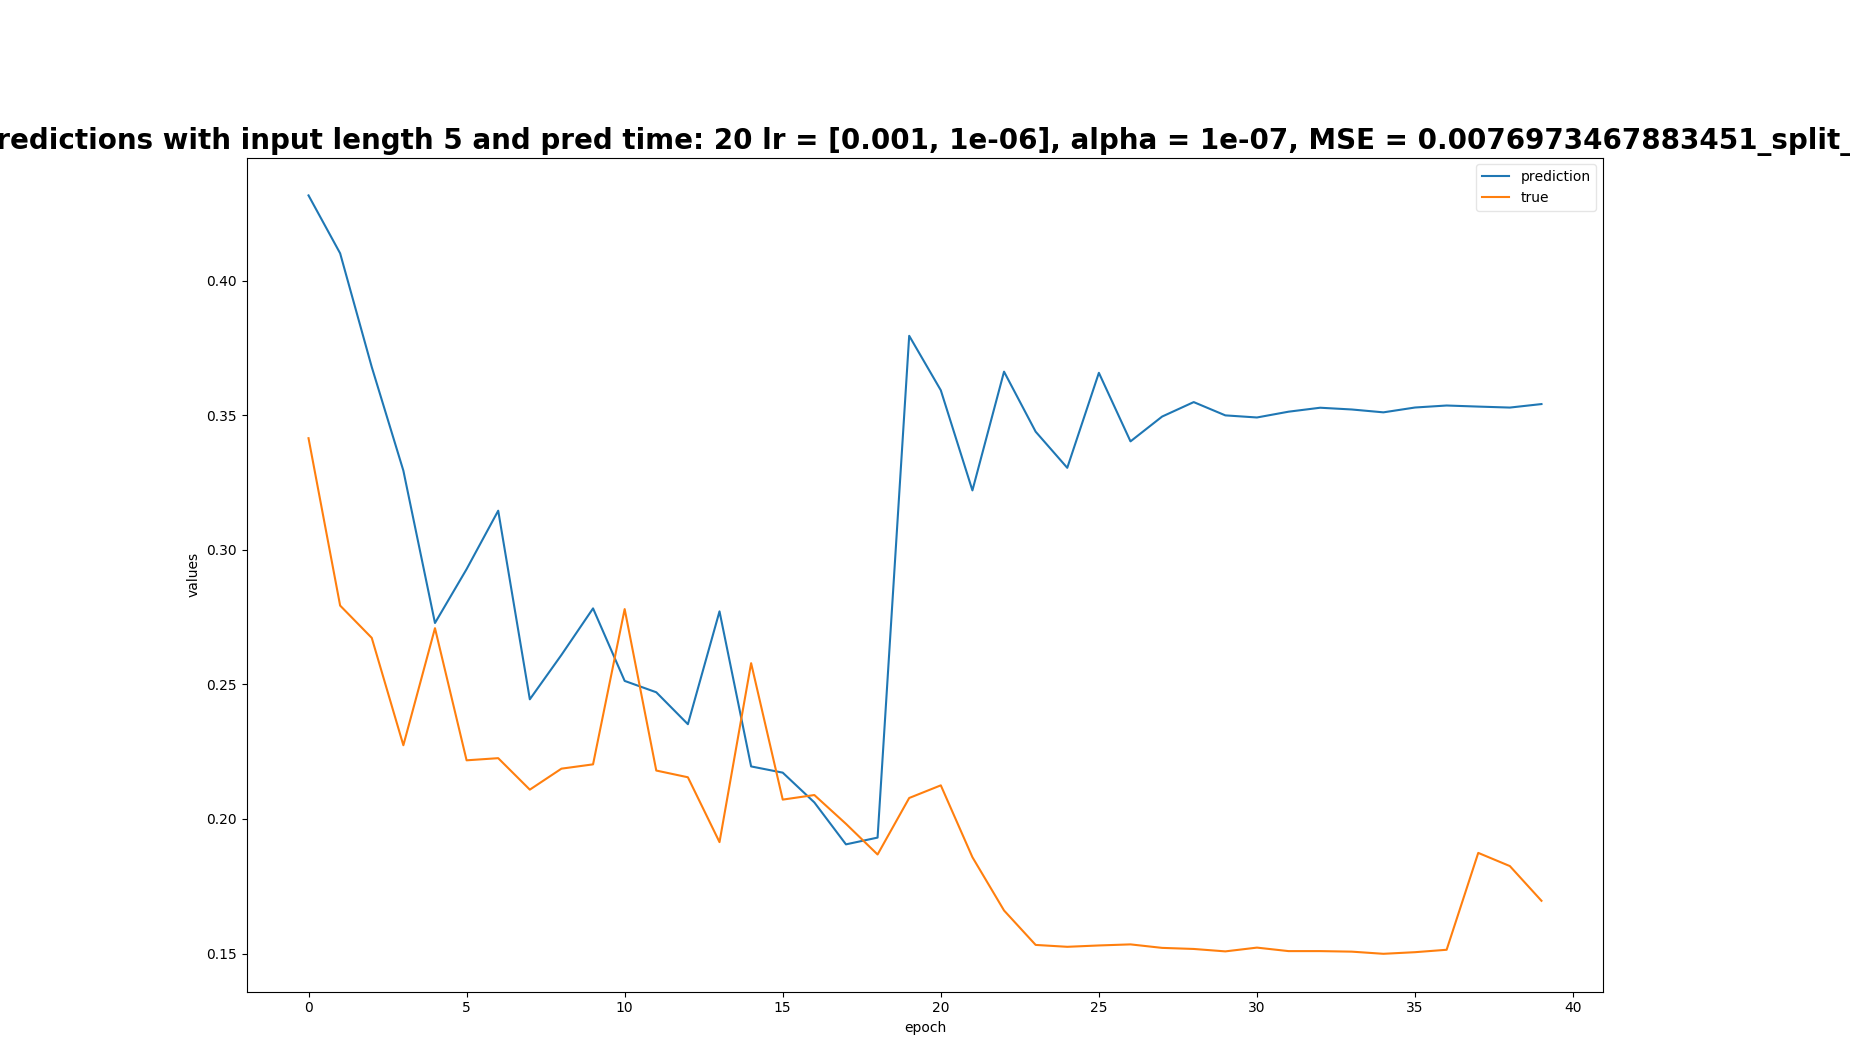 redictions with input length 5 and pred time: 20 lr = [0.001, 1e-06], alpha = 1e-07, MSE = 0.0076973467883451_split_
prediction
true
0.40
0.35
0.30
0.25
0.20
0.15
values
0 5 10 15 20 25 30 35 40
epoch